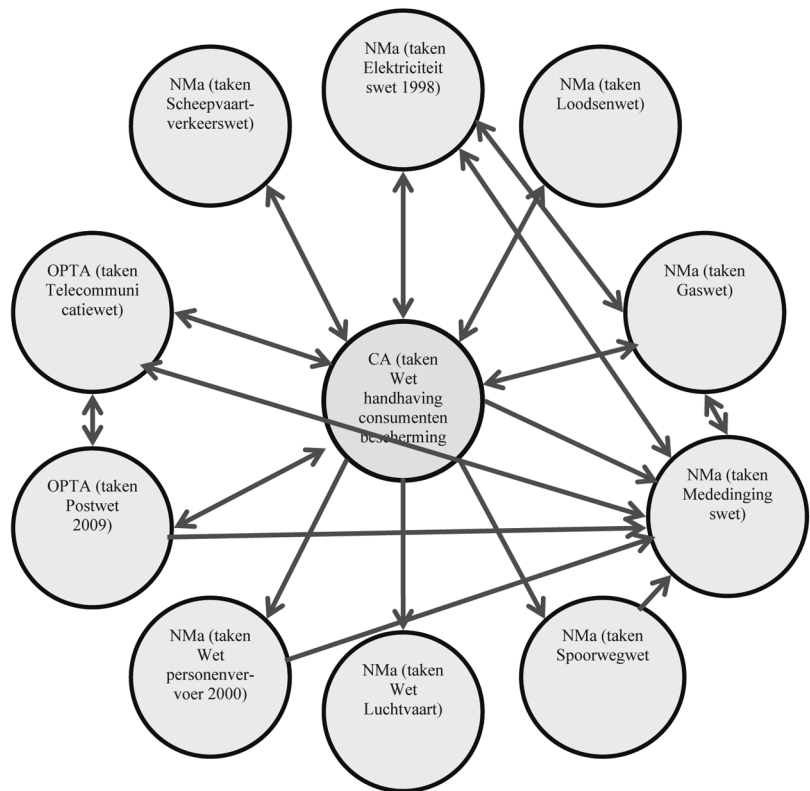 NMa (taken
Elektriciteit
swet 1998)
NMa (taken
Scheepvaart-
verkeerswet)
NMa (taken
Loodsenwet)
OPTA (taken
Telecommuni
catiewet)
NMa (taken
Gaswet)
CA (taken
Wet
handhaving
consumenten
bescherming
OPTA (taken
Postwet
2009)
NMa (taken
Mededinging
swet)
NMa (taken
Wet
personenver-
voer 2000)
NMa (taken
Wet
Luchtvaart)
NMa (taken
Spoorwegwet